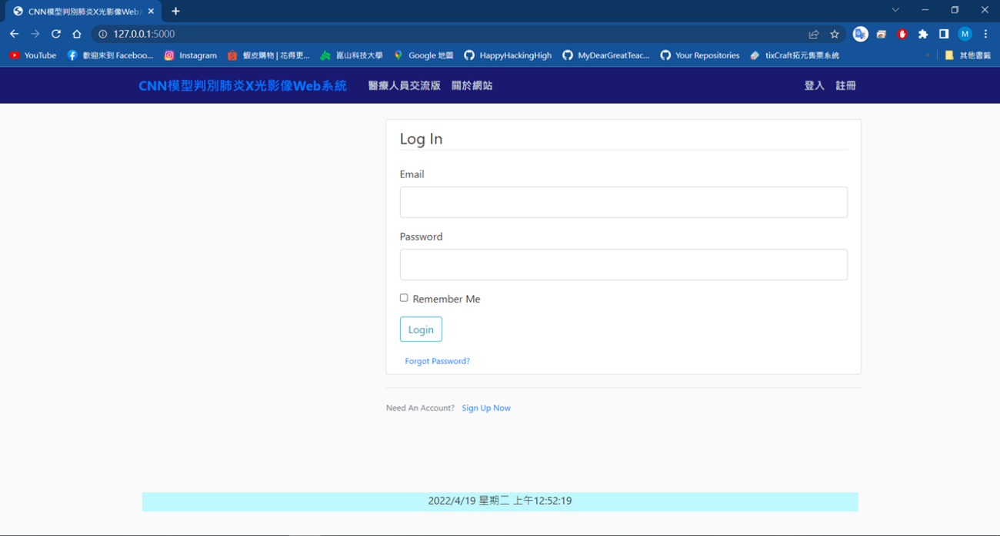 CNN模型判別肺炎X光影像Web
127.0.0.1:5000
M
YouTube 歡迎來到 Faceboo... Instagram 蝦皮購物 | 花得更... 崑山科技大學 Google 地圖 HappyHackingHigh MyDearGreatTeac... Your Repositories tixCraft拓元售票系統 其他書籤
CNN模型判別肺炎X光影像Web系統 醫療人員交流版 關於網站 登入 註冊
Log In
Email
Password
Remember Me
Login
Forgot Password?
Need An Account? Sign Up Now
2022/4/19 星期二 上午12:52:19